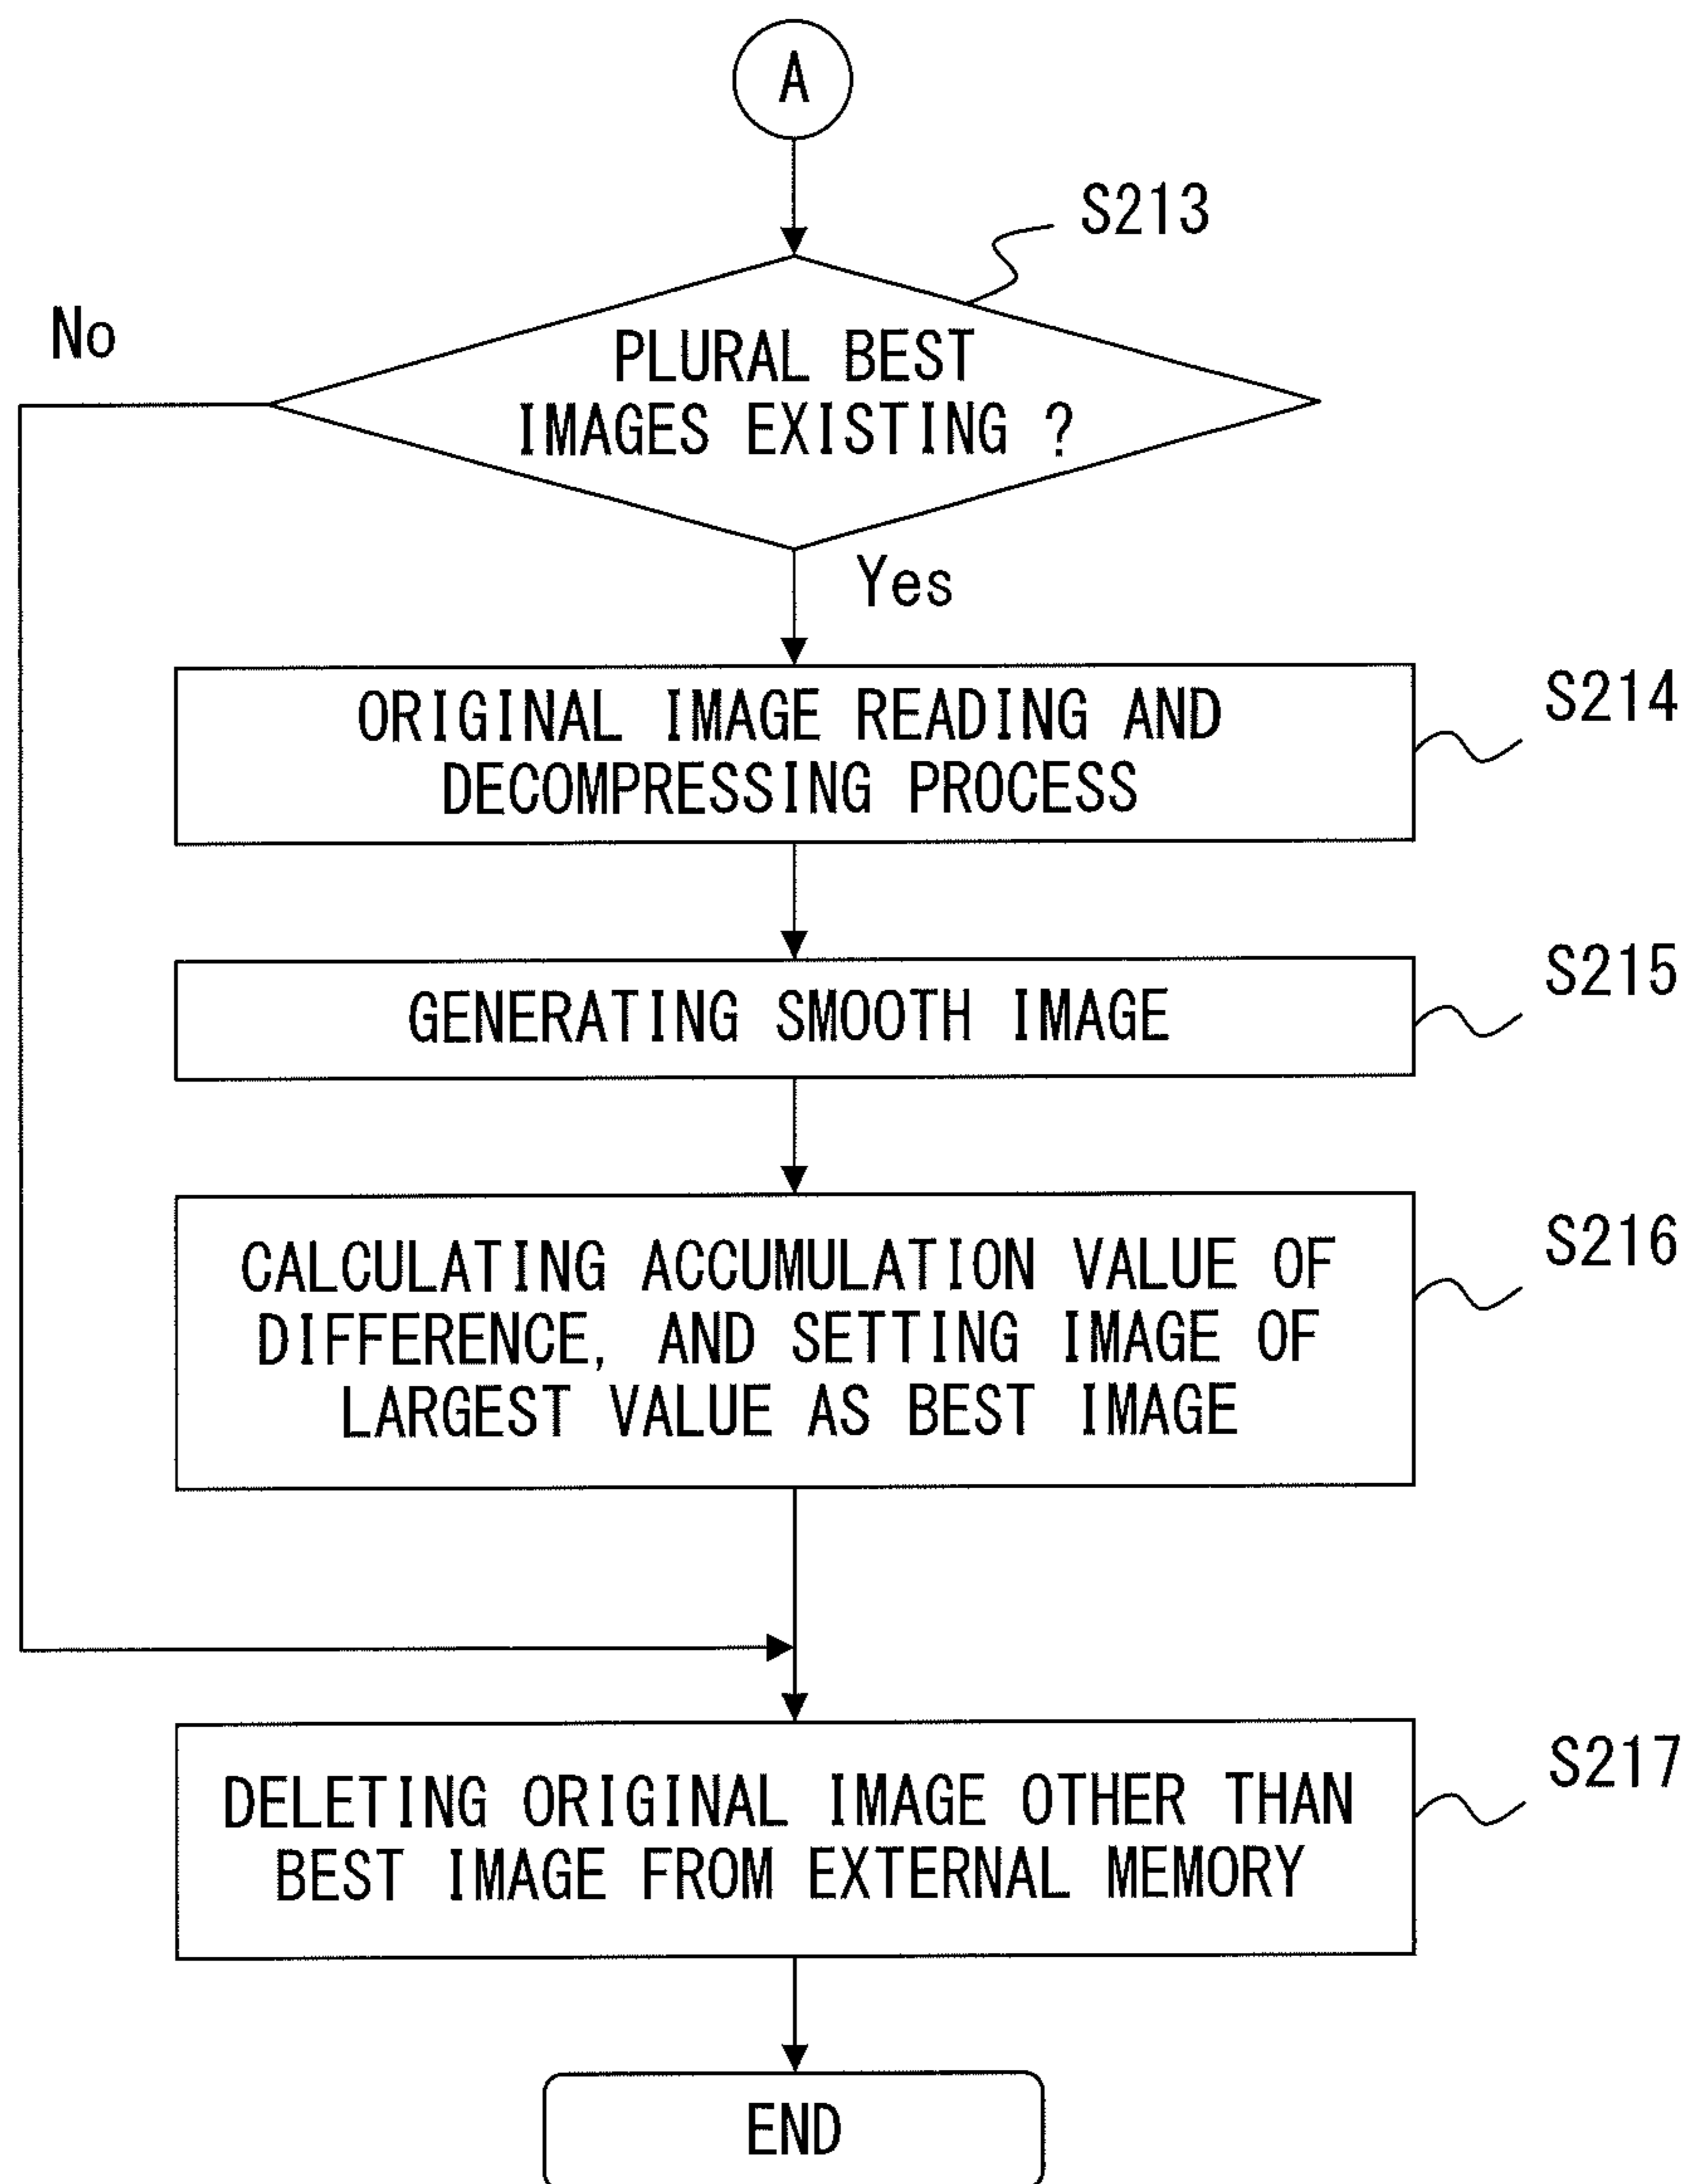 A
S213
No
PLURAL BEST
IMAGES EXISTING ?
Yes
S214
ORIGINAL IMAGE READING AND
DECOMPRESSING PROCESS
S215
GENERATING SMOOTH IMAGE
S216
CALCULATING ACCUMULATION VALUE OF
DIFFERENCE, AND SETTING IMAGE OF
LARGEST VALUE AS BEST IMAGE
S217
DELETING ORIGINAL IMAGE OTHER THAN
BEST IMAGE FROM EXTERNAL MEMORY
END